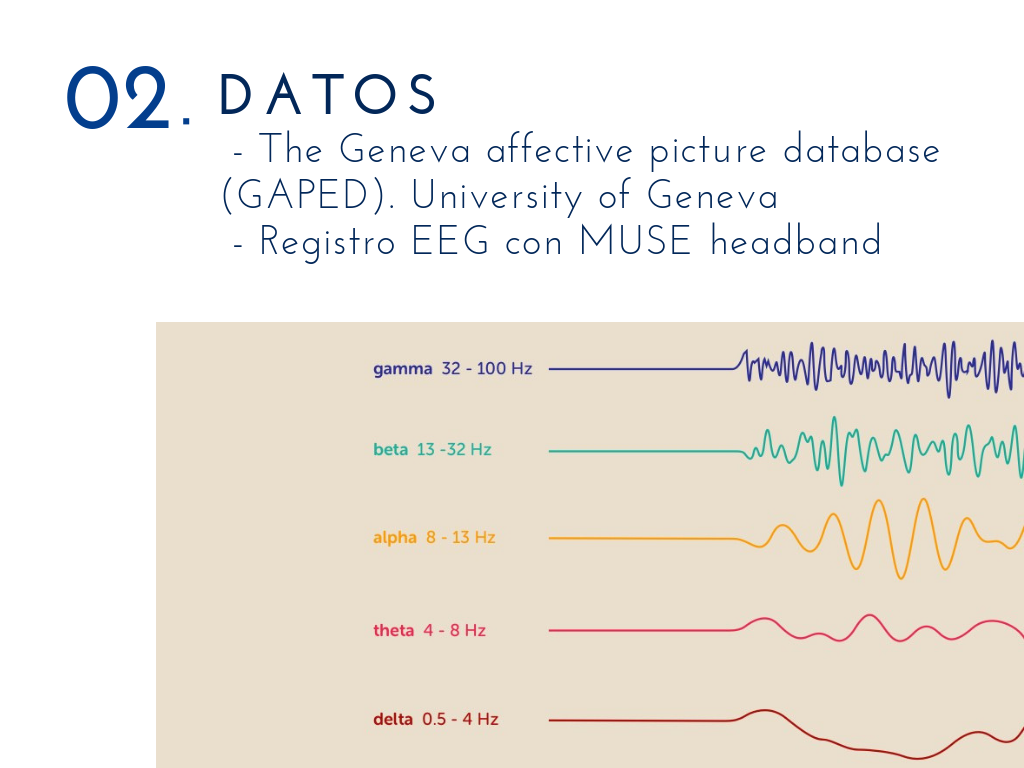 02. DATOS
- The Geneva affective picture database
(GAPED). University of Geneva
- Registro EEG con MUSE headband
gamma 32 - 100 Hz
beta 13 -32 Hz
alpha 8 - 13 Hz
theta 4 - 8 Hz
delta 0.5 - 4 Hz